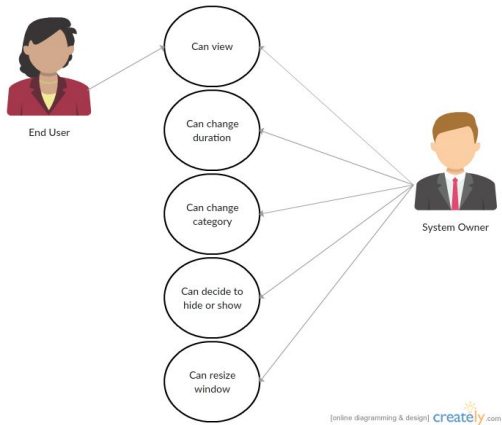 Can view
End User
Can change
duration
Can change
category
System Owner
Can decide to
hide or show
Can resize
window
[online diagramming & design] creately.com